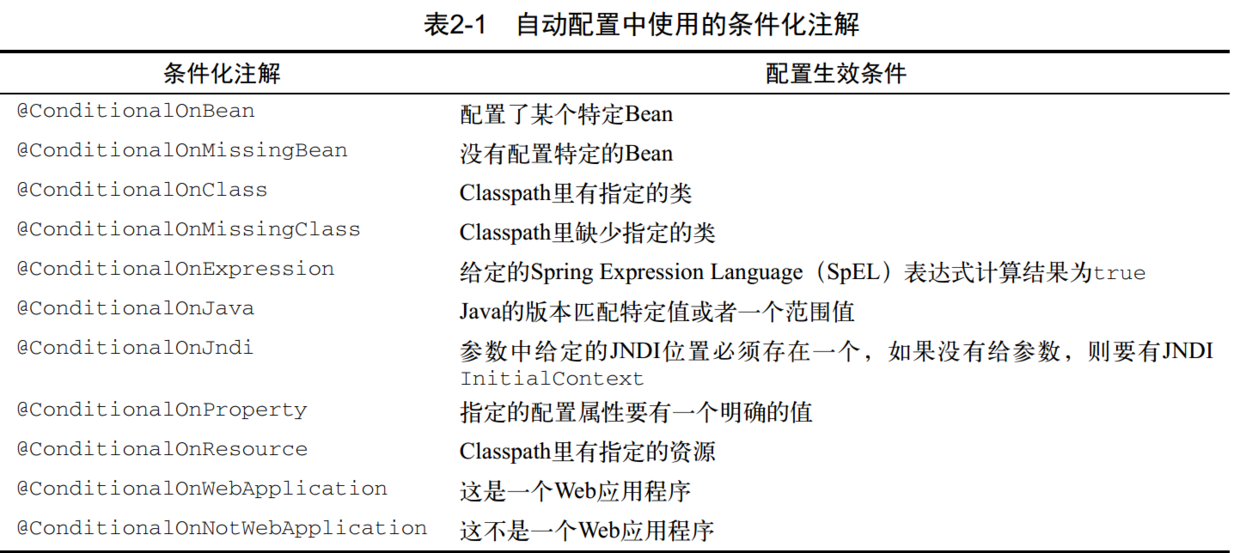 表2-1 自动配置中使用的条件化注解
条件化注解 配置生效条件
@ConditionalOnBean 配置了某个特定Bean
@ConditionalOnMissingBean 没有配置特定的Bean
@ConditionalOnClass Classpath里有指定的类
@ConditionalOnMissingClass Classpath里缺少指定的类
@ConditionalOnExpression 给定的Spring Expression Language（SpEL）表达式计算结果为true
@ConditionalOnJava Java的版本匹配特定值或者一个范围值
@ConditionalOnJndi 参数中给定的JNDI位置必须存在一个，如果没有给参数，则要有JNDI
InitialContext
@ConditionalOnProperty 指定的配置属性要有一个明确的值
@ConditionalOnResource Classpath里有指定的资源
@ConditionalOnWebApplication 这是一个Web应用程序
@ConditionalOnNotWebApplication 这不是一个Web应用程序